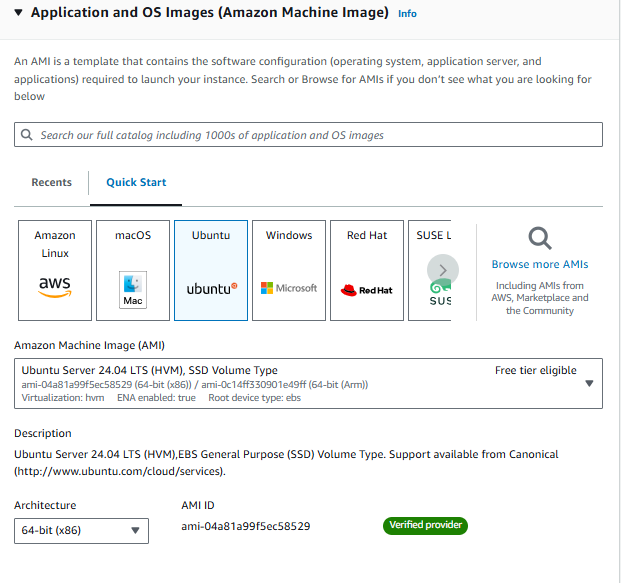 Application and OS Images (Amazon Machine Image) Info
An AMI is a template that contains the software configuration (operating system, application server, and
applications) required to launch your instance. Search or Browse for AMIs if you don't see what you are looking for
below
Search our full catalog including 1000s of application and OS images
Recents
Quick Start
Amazon
Linux
aws
macOS
Mac
Ubuntu
ubuntu
Windows
Microsoft
Red Hat
Red Hat
SUSE L
SUS
Browse more AMIs
Including AMIs from
AWS, Marketplace and
the Community
Amazon Machine Image (AMI)
Ubuntu Server 24.04 LTS (HVM), SSD Volume Type
Free tier eligible
ami-04a81a99f5ec58529 (64-bit (x86)) / ami-0c14ff330901e49ff (64-bit (Arm))
Virtualization: hvm ENA enabled: true Root device type: ebs
Description
Ubuntu Server 24.04 LTS (HVM),EBS General Purpose (SSD) Volume Type. Support available from Canonical
(http://www.ubuntu.com/cloud/services).
Architecture
64-bit (x86)
AMI ID
ami-04a81a99f5ec58529
Verified provider